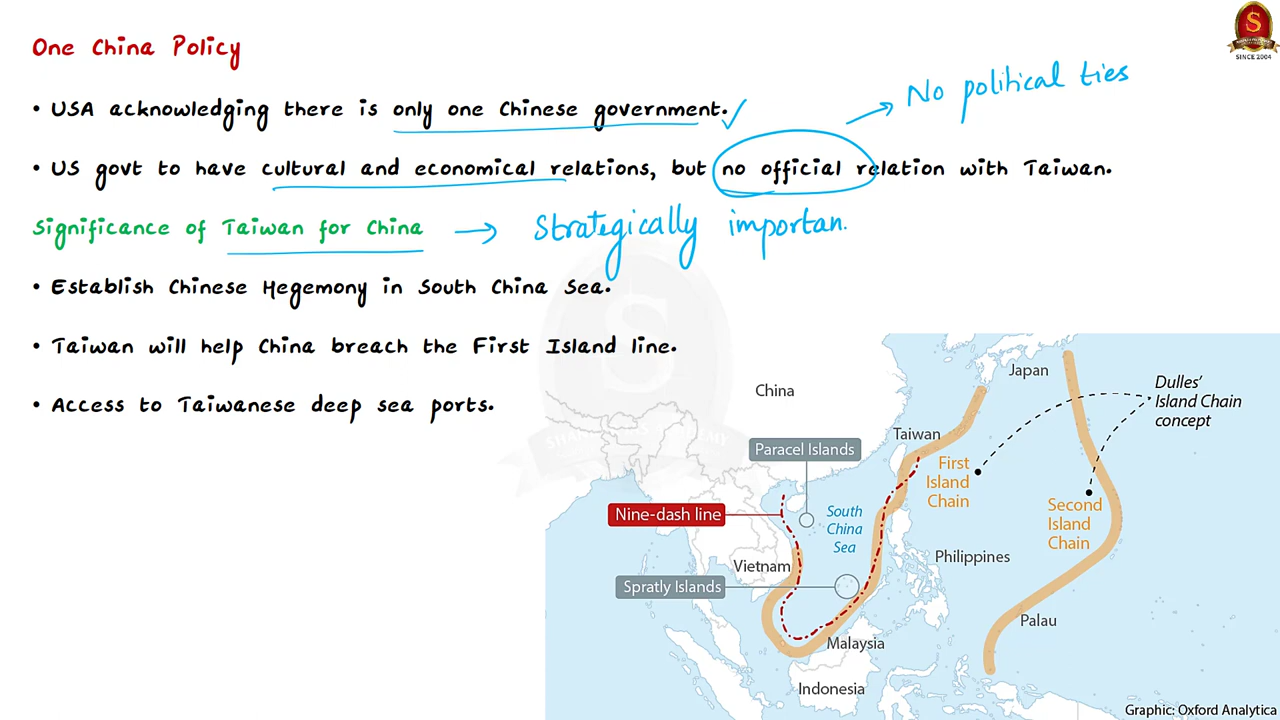 One China Policy
No political ties
• USA acknowledging there is only one Chinese government.
• US govt to have cultural and economical relations, but no official relation with Taiwan.
Significance of Taiwan for China → Strategically importan.
• Establish Chinese Hegemony in South China Sea.
• Taiwan will help China breach the First Island line.
• Access to Taiwanese deep sea ports.
S
SINCE 2004
Japan
China
Dulles’
Island Chain
concept
Taiwan
Paracel Islands
First
Island
Chain
Second
Island
Chain
Nine-dash line
South
China
Sea
Philippines
Vietnam
Spratly Islands
Palau
Malaysia
Indonesia
Graphic: Oxford Analytica